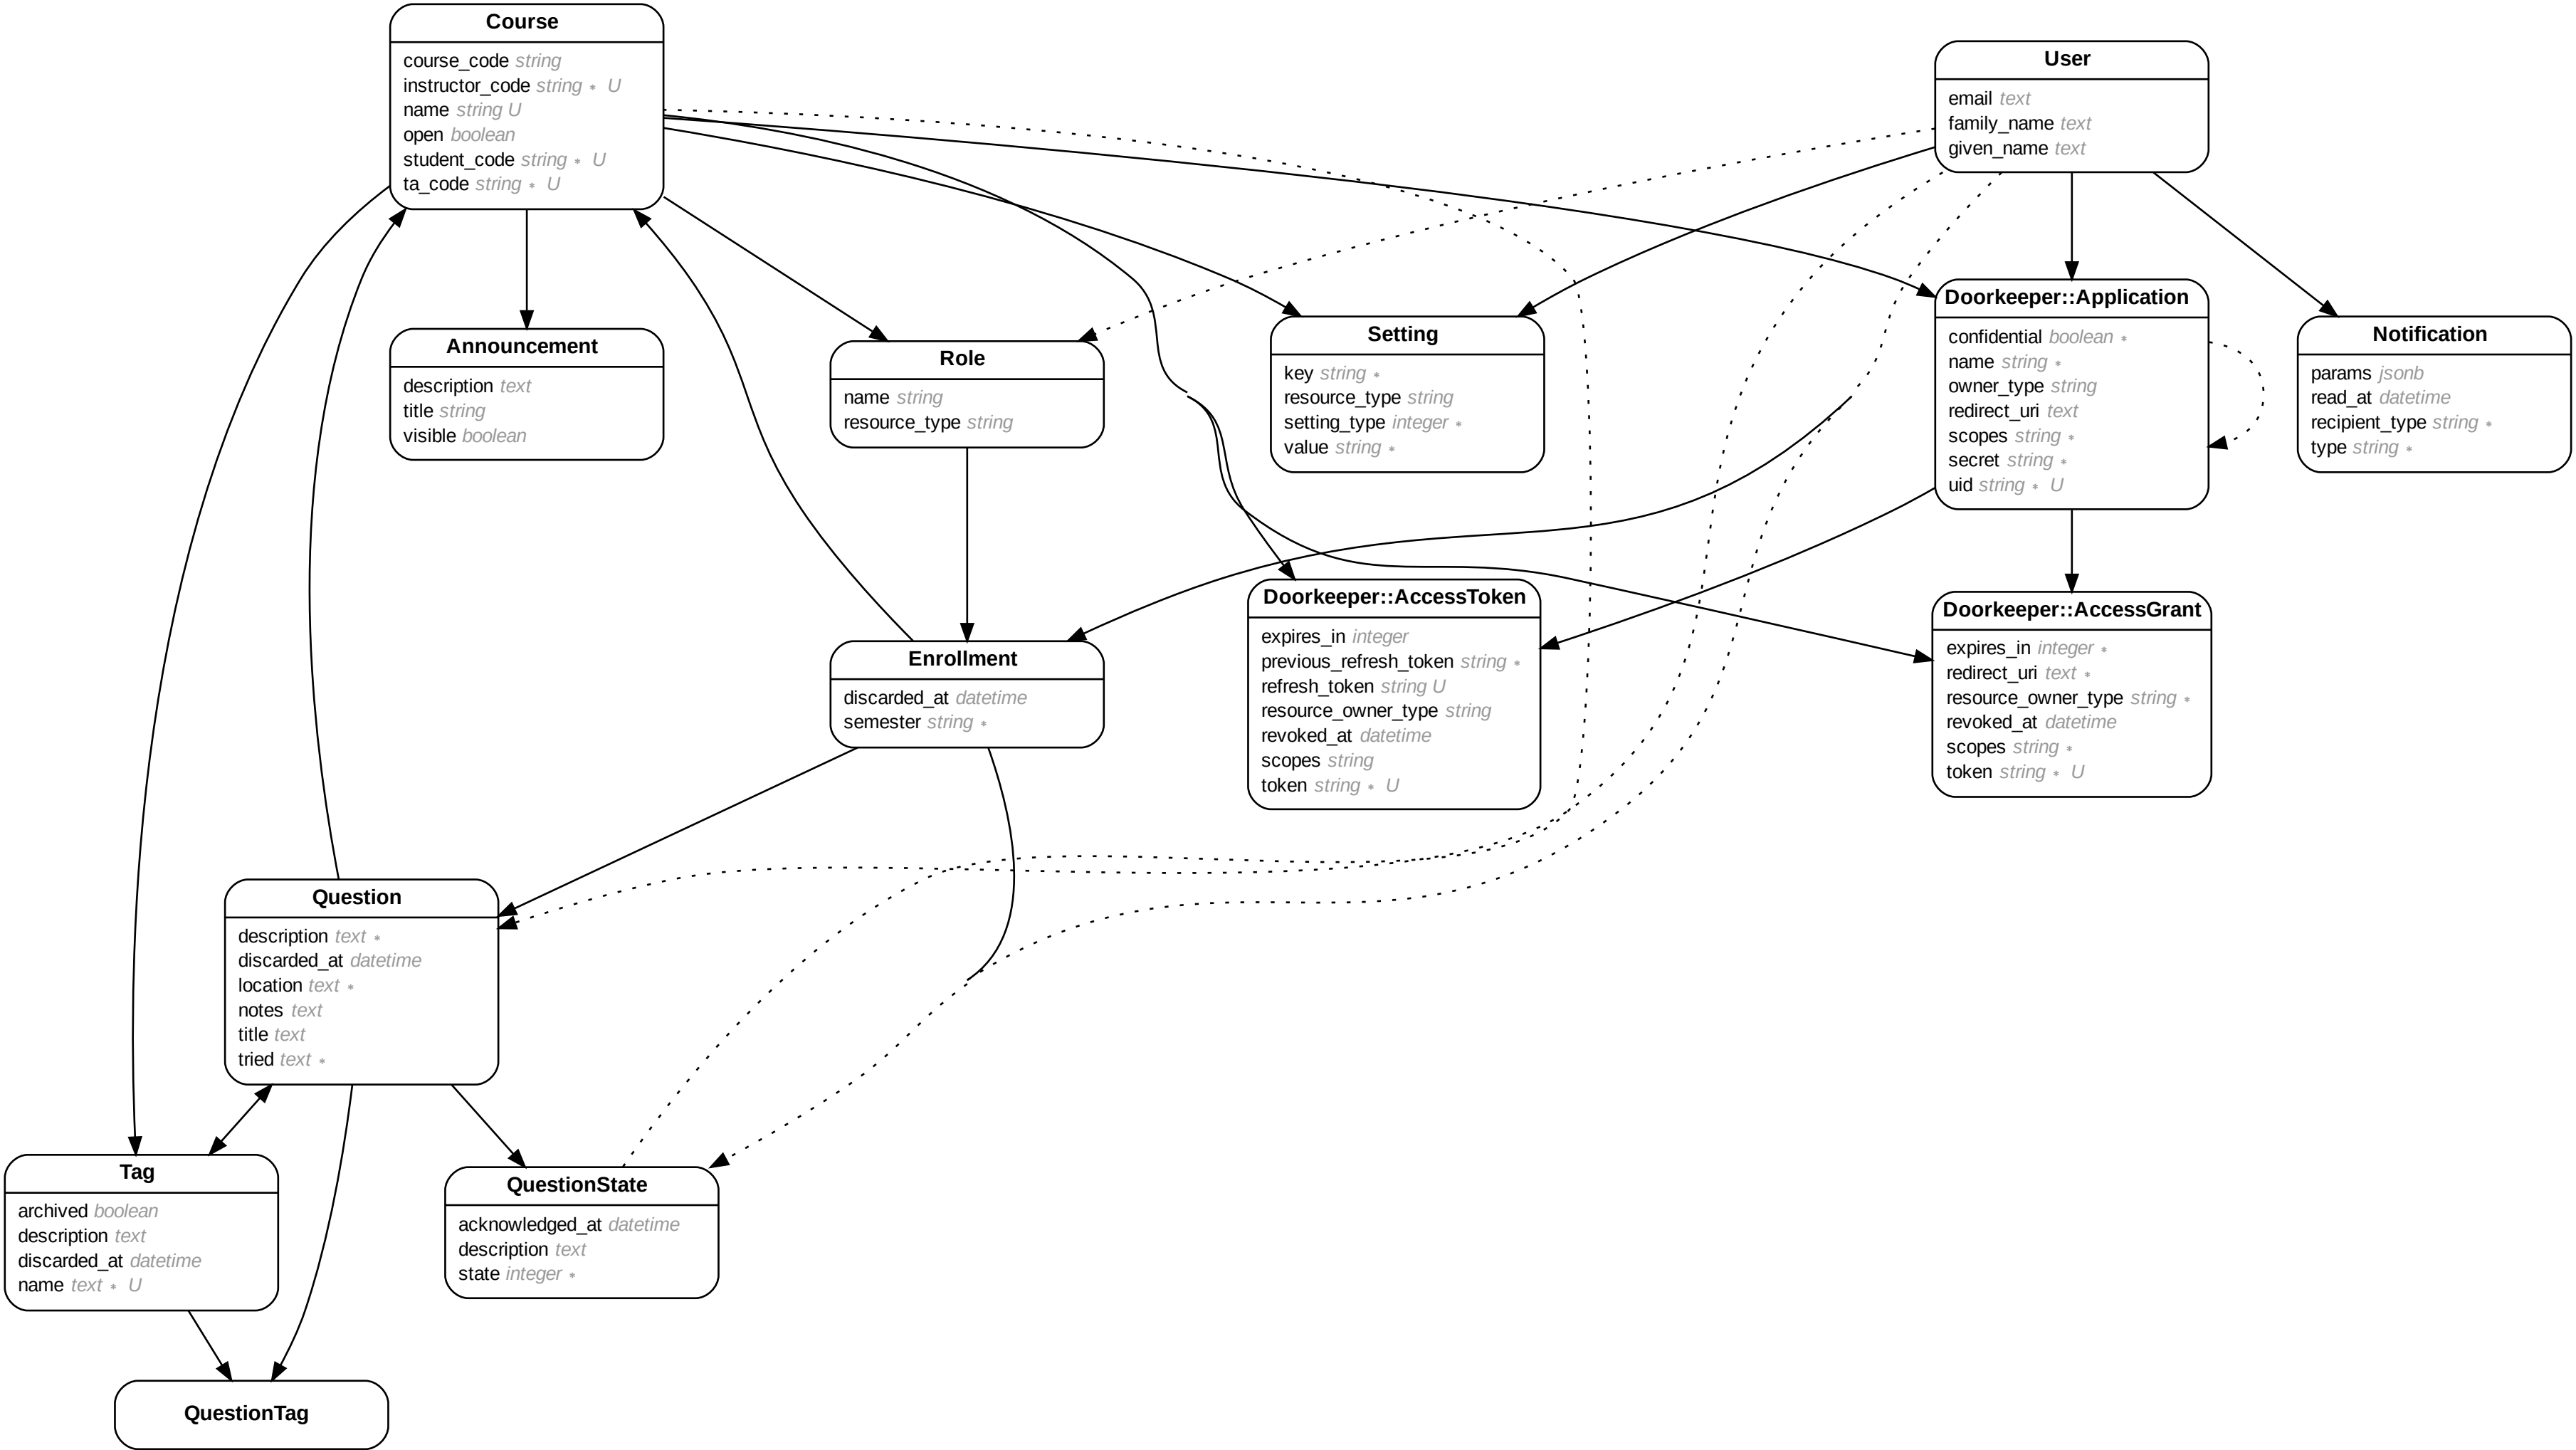 Course
course_code string
instructor_code string * U
name string U
open boolean
student_code string * U
ta_code string * U
User
email text
family_name text
given_name text
Announcement
description text
title string
visible boolean
Role
name string
resource_type string
Setting
key string *
resource_type string
setting_type integer *
value string *
Doorkeeper::Application
confidential boolean *
name string *
owner_type string
redirect_uri text
scopes string *
secret string *
uid string * U
Notification
params jsonb
read_at datetime
recipient_type string *
type string *
Enrollment
discarded_at datetime
semester string *
Doorkeeper::AccessToken
expires_in integer
previous_refresh_token string *
refresh_token string U
resource_owner_type string
revoked_at datetime
scopes string
token string * U
Doorkeeper::AccessGrant
expires_in integer *
redirect_uri text *
resource_owner_type string *
revoked_at datetime
scopes string *
token string * U
Question
description text *
discarded_at datetime
location text *
notes text
title text
tried text *
Tag
archived boolean
description text
discarded_at datetime
name text * U
QuestionState
acknowledged_at datetime
description text
state integer *
QuestionTag